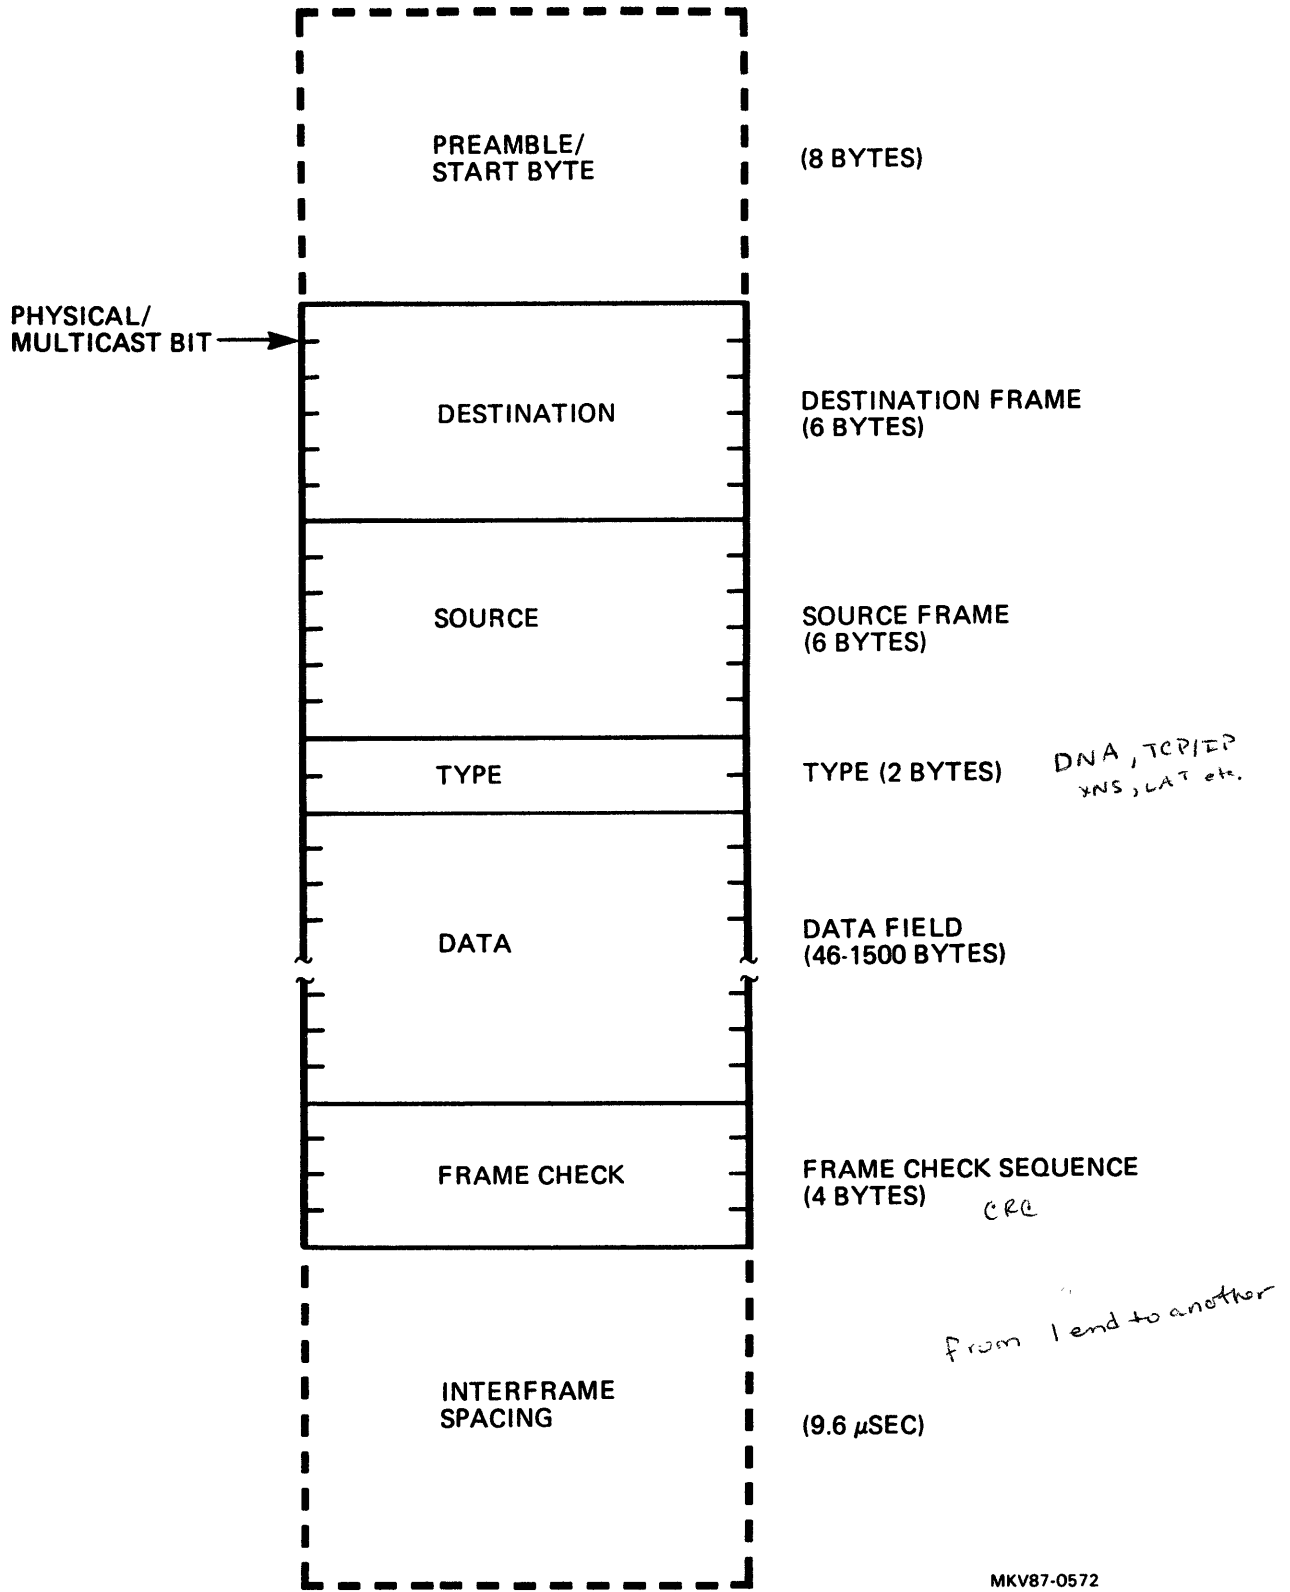 PREAMBLE/
START BYTE
(8 BYTES)
PHYSICAL/
MULTICAST BIT
DESTINATION
DESTINATION FRAME
(6 BYTES)
SOURCE
SOURCE FRAME
(6 BYTES)
TYPE
TYPE (2 BYTES)
DNA, TCP/IP
XNS, LAT etc.
DATA
DATA FIELD
(46-1500 BYTES)
FRAME CHECK
FRAME CHECK SEQUENCE
(4 BYTES)
CRC
From 1 end to another
INTERFRAME
SPACING
(9.6 μSEC)
MKV87-0572